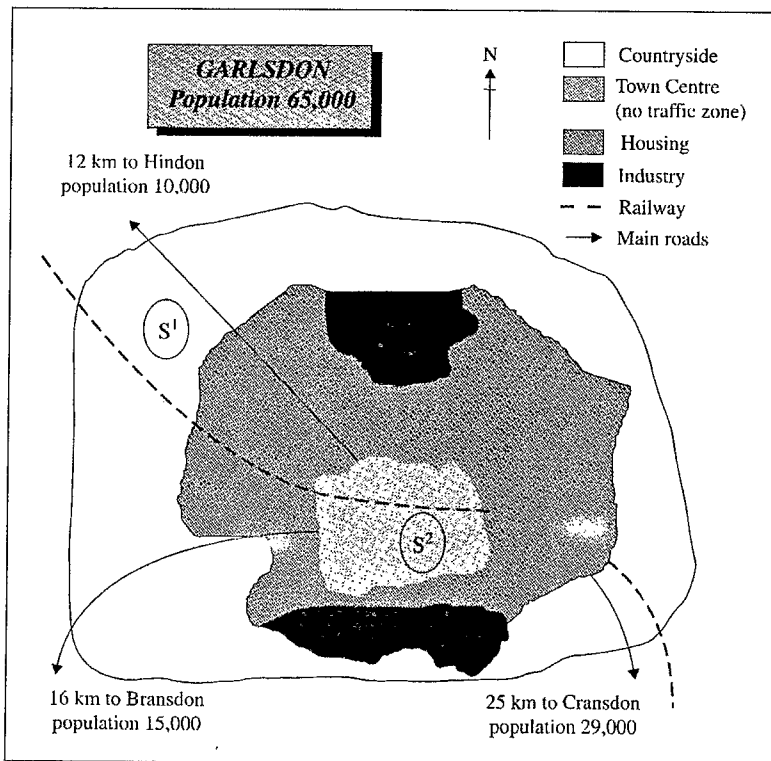 GARLSDON
Population 65,000
N
Countryside
Town Centre
(no traffic zone)
Housing
Industry
Railway
Main roads
12 km to Hindon
population 10,000
S¹
S²
16 km to Bransdon
population 15,000
25 km to Cransdon
population 29,000